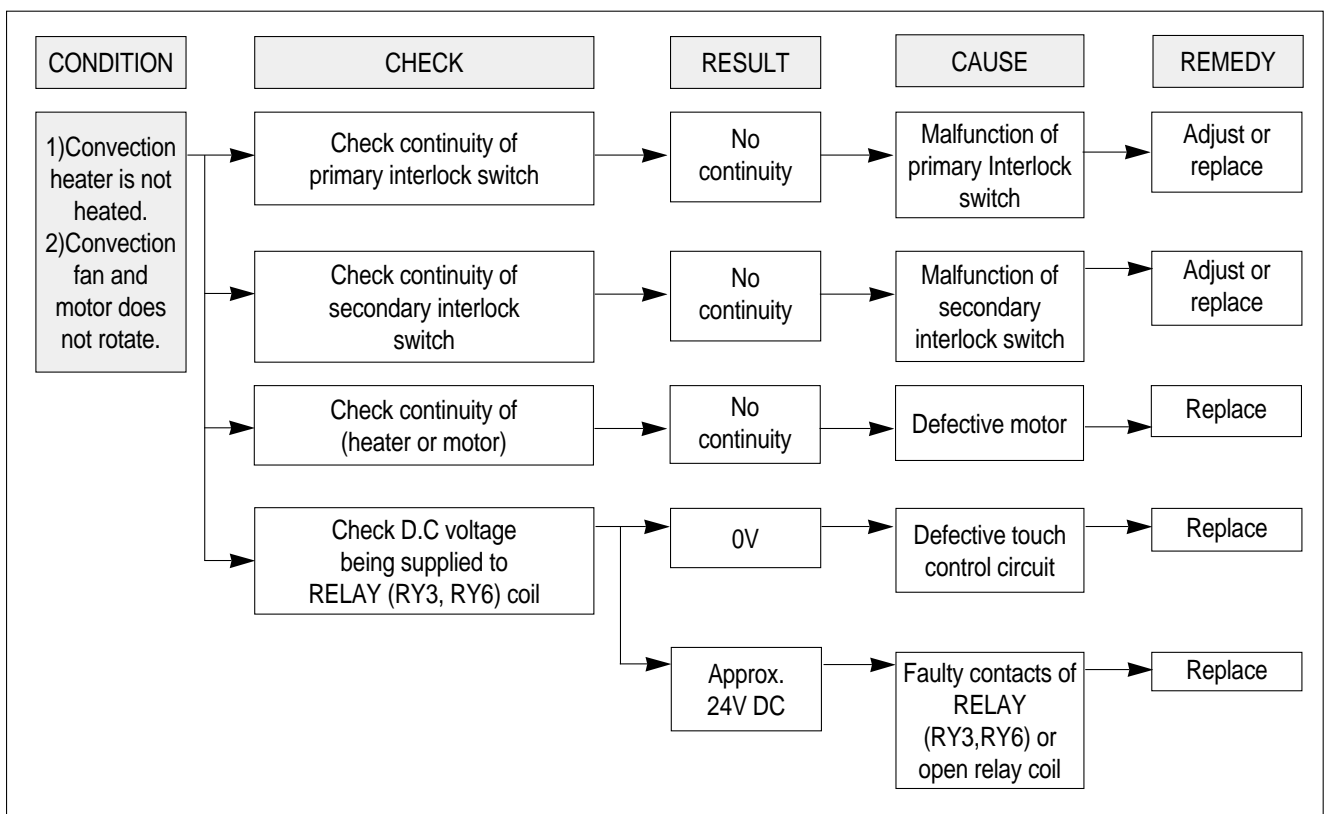 CONDITION
CHECK
RESULT
CAUSE
REMEDY
1)Convection
heater is not
heated.
2)Convection
fan and
motor does
not rotate.
Check continuity of
primary interlock switch
No
continuity
Malfunction of
primary Interlock
switch
Adjust or
replace
Check continuity of
secondary interlock
switch
No
continuity
Malfunction of
secondary
interlock switch
Adjust or
replace
Check continuity of
(heater or motor)
No
continuity
Defective motor
Replace
Check D.C voltage
being supplied to
RELAY (RY3, RY6) coil
0V
Defective touch
control circuit
Replace
Approx.
24V DC
Faulty contacts of
RELAY
(RY3,RY6) or
open relay coil
Replace